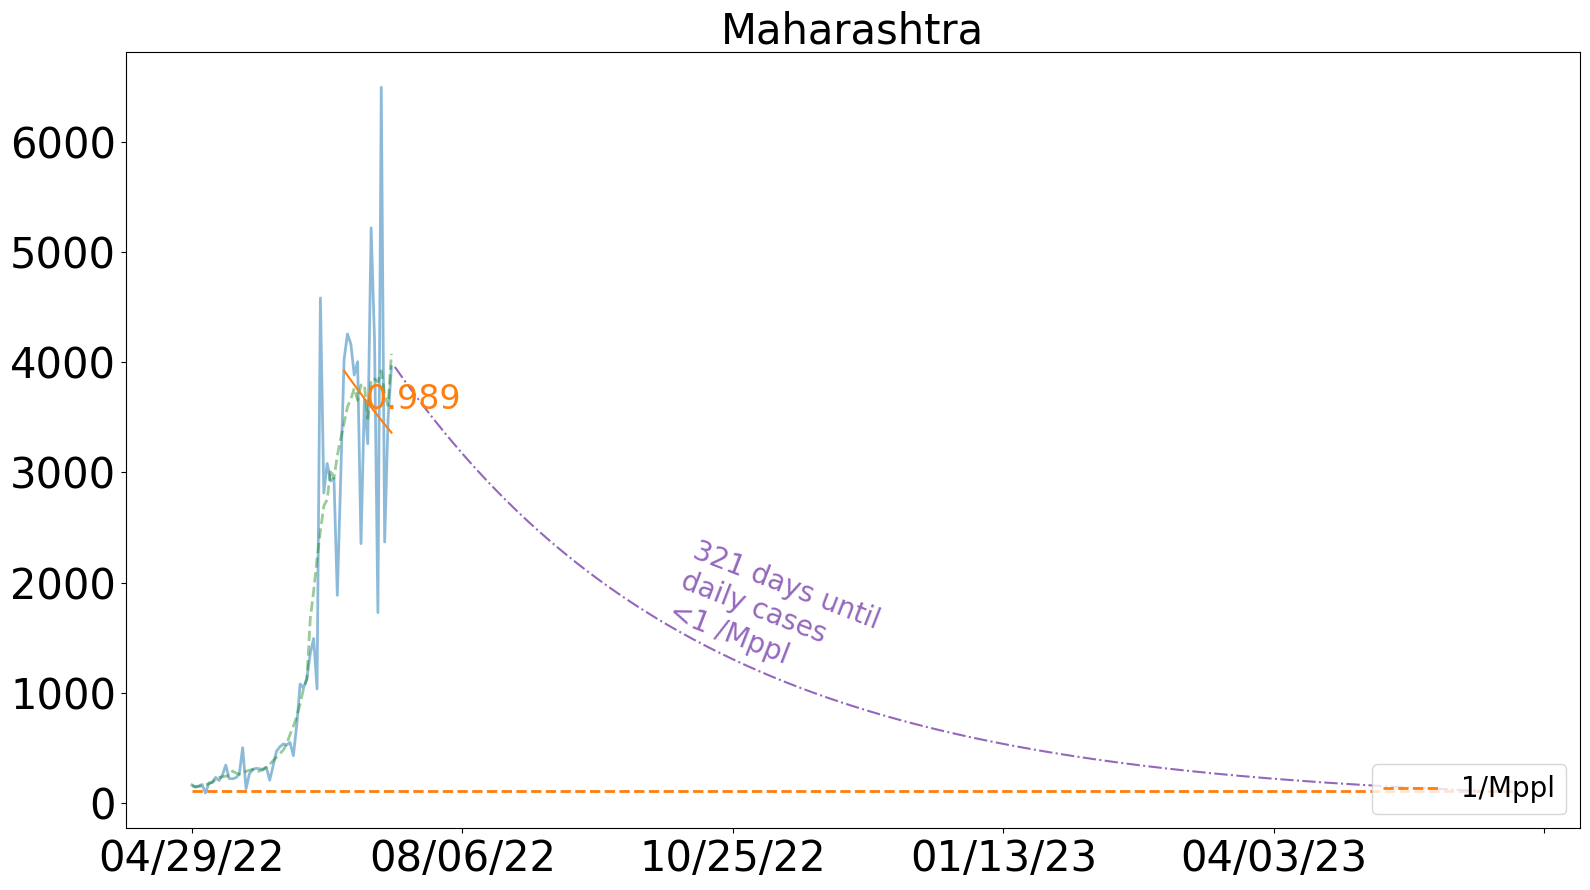 Maharashtra
6000
5000
4000
3000
2000
1000
0
0.989
321 days until
daily cases
<1 /Mppl
1/Mppl
04/29/22
08/06/22
10/25/22
01/13/23
04/03/23